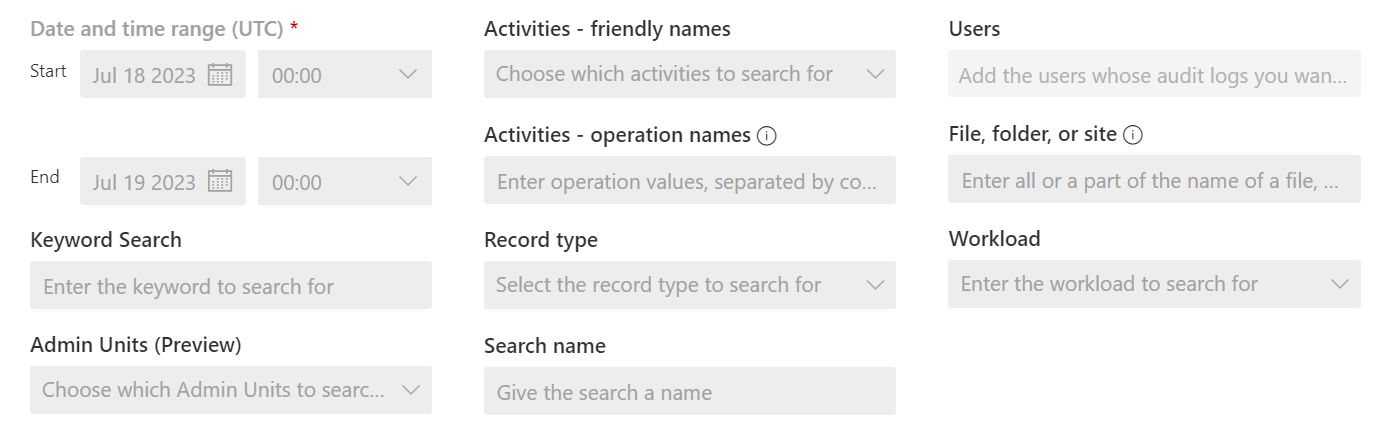 Date and time range (UTC) *
Start
Jul 18 2023
00:00
End
Jul 19 2023
00:00
Keyword Search
Enter the keyword to search for
Admin Units (Preview)
Choose which Admin Units to searc...
Activities - friendly names
Choose which activities to search for
Activities - operation names
Enter operation values, separated by co...
Record type
Select the record type to search for
Search name
Give the search a name
Users
Add the users whose audit logs you wan...
File, folder, or site
Enter all or a part of the name of a file, ...
Workload
Enter the workload to search for